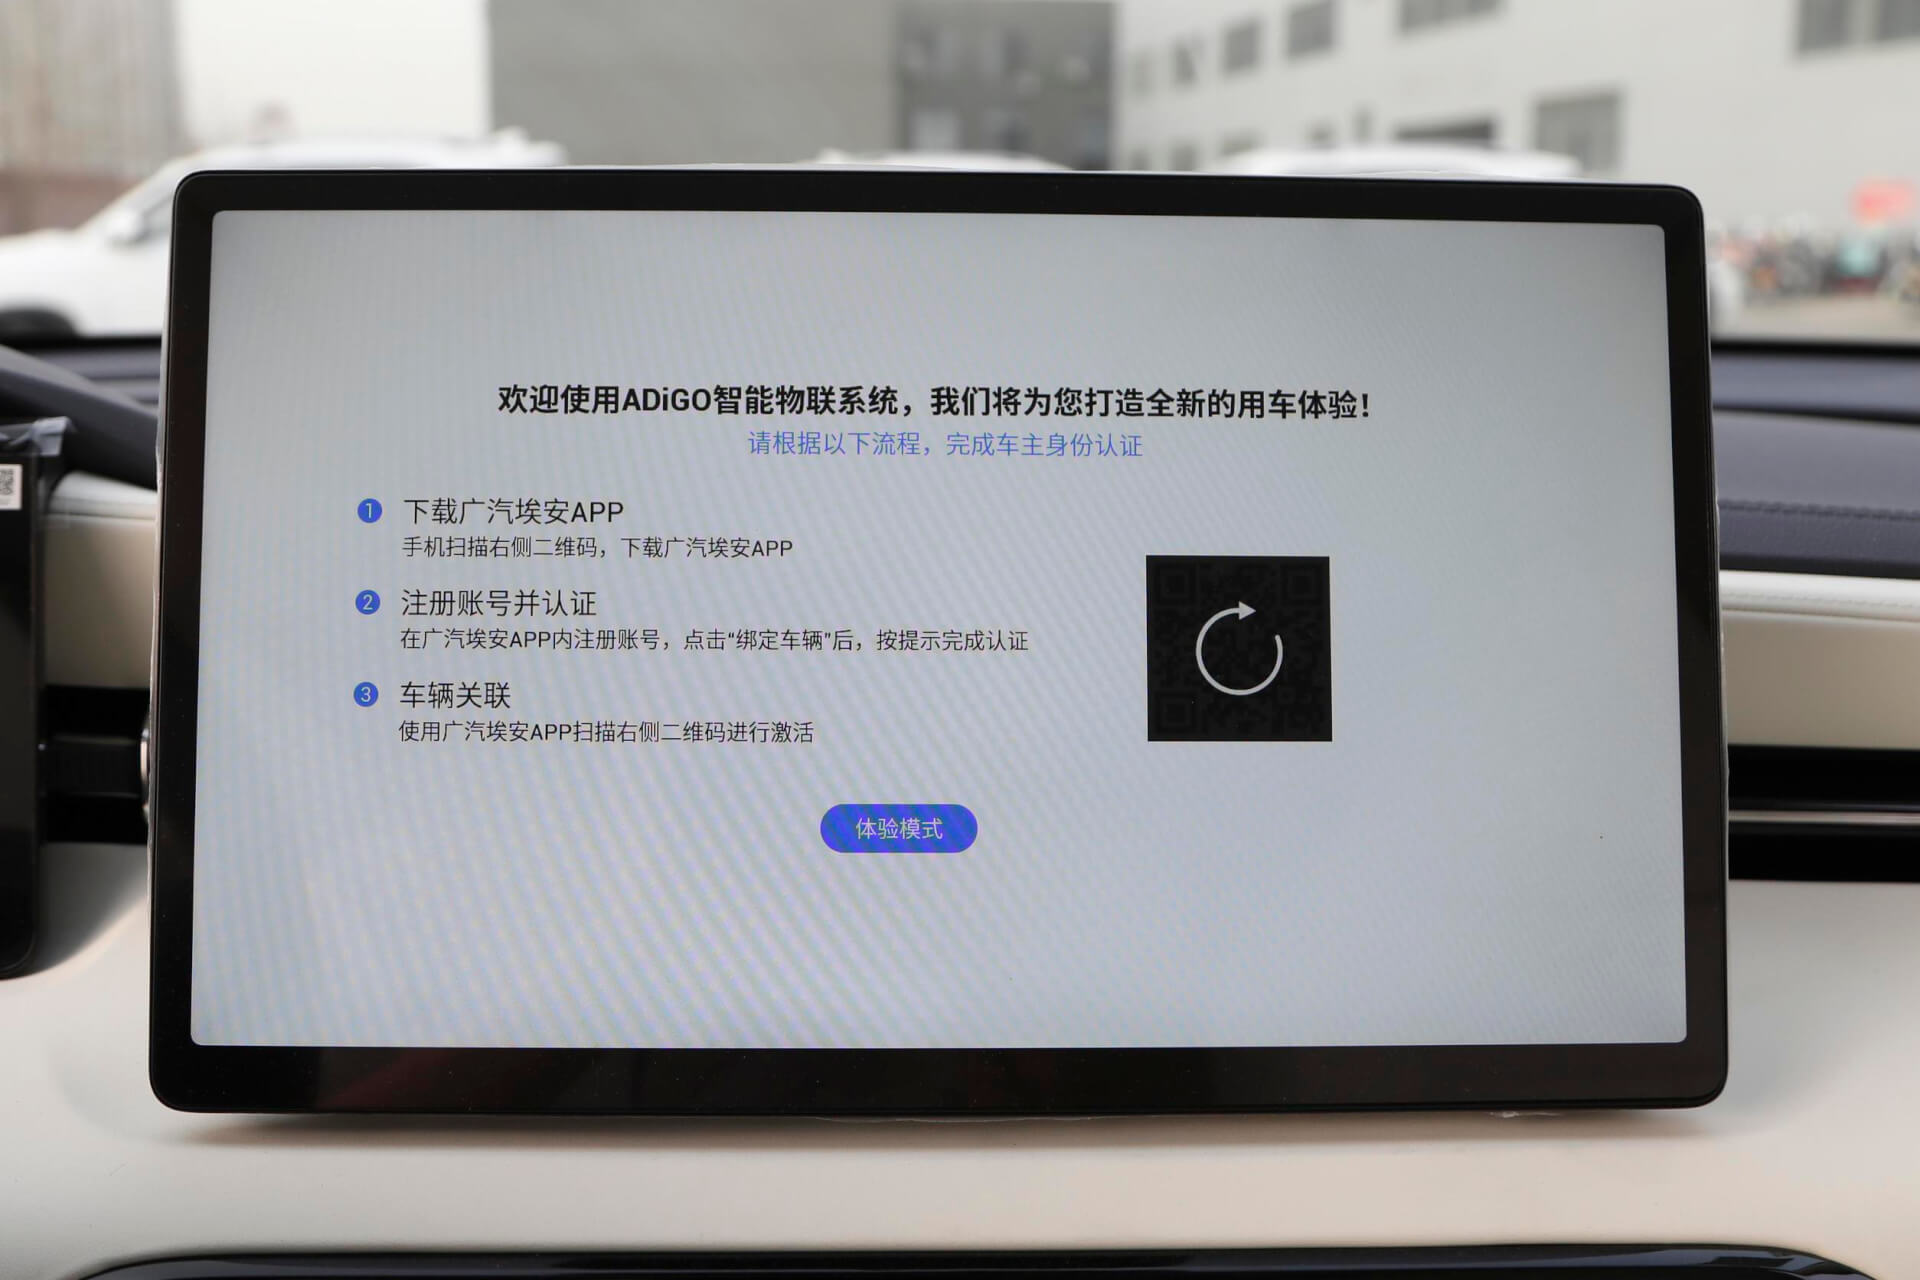 欢迎使用ADiGO智能物联系统，我们将为您打造全新的用车体验！
请根据以下流程，完成车主身份认证
1 下载广汽埃安APP
手机扫描右侧二维码，下载广汽埃安APP
2 注册账号并认证
在广汽埃安APP内注册账号，点击“绑定车辆”后，按提示完成认证
3 车辆关联
使用广汽埃安APP扫描右侧二维码进行激活
体验模式